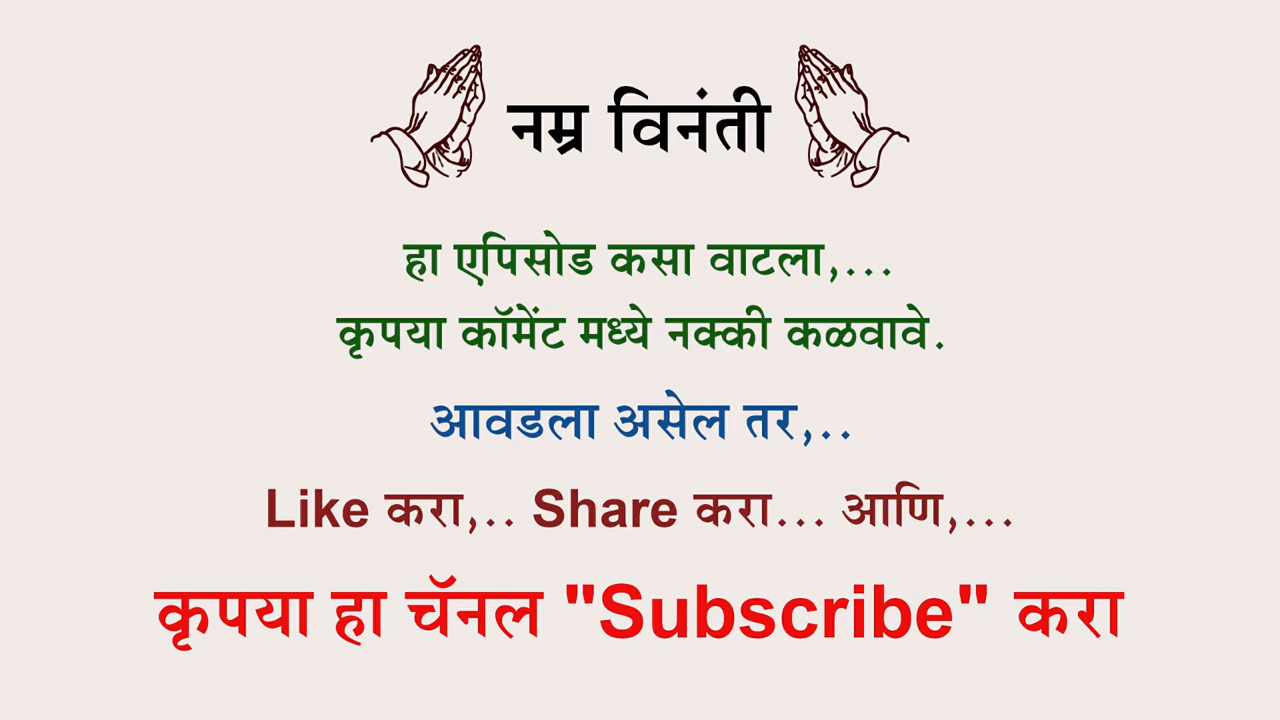 नम्र विनंती
हा एपिसोड कसा वाटला,...
कृपया कॉमेंट मध्ये नक्की कळवावे.
आवडला असेल तर,..
Like करा,.. Share करा... आणि,...
कृपया हा चॅनल "Subscribe" करा